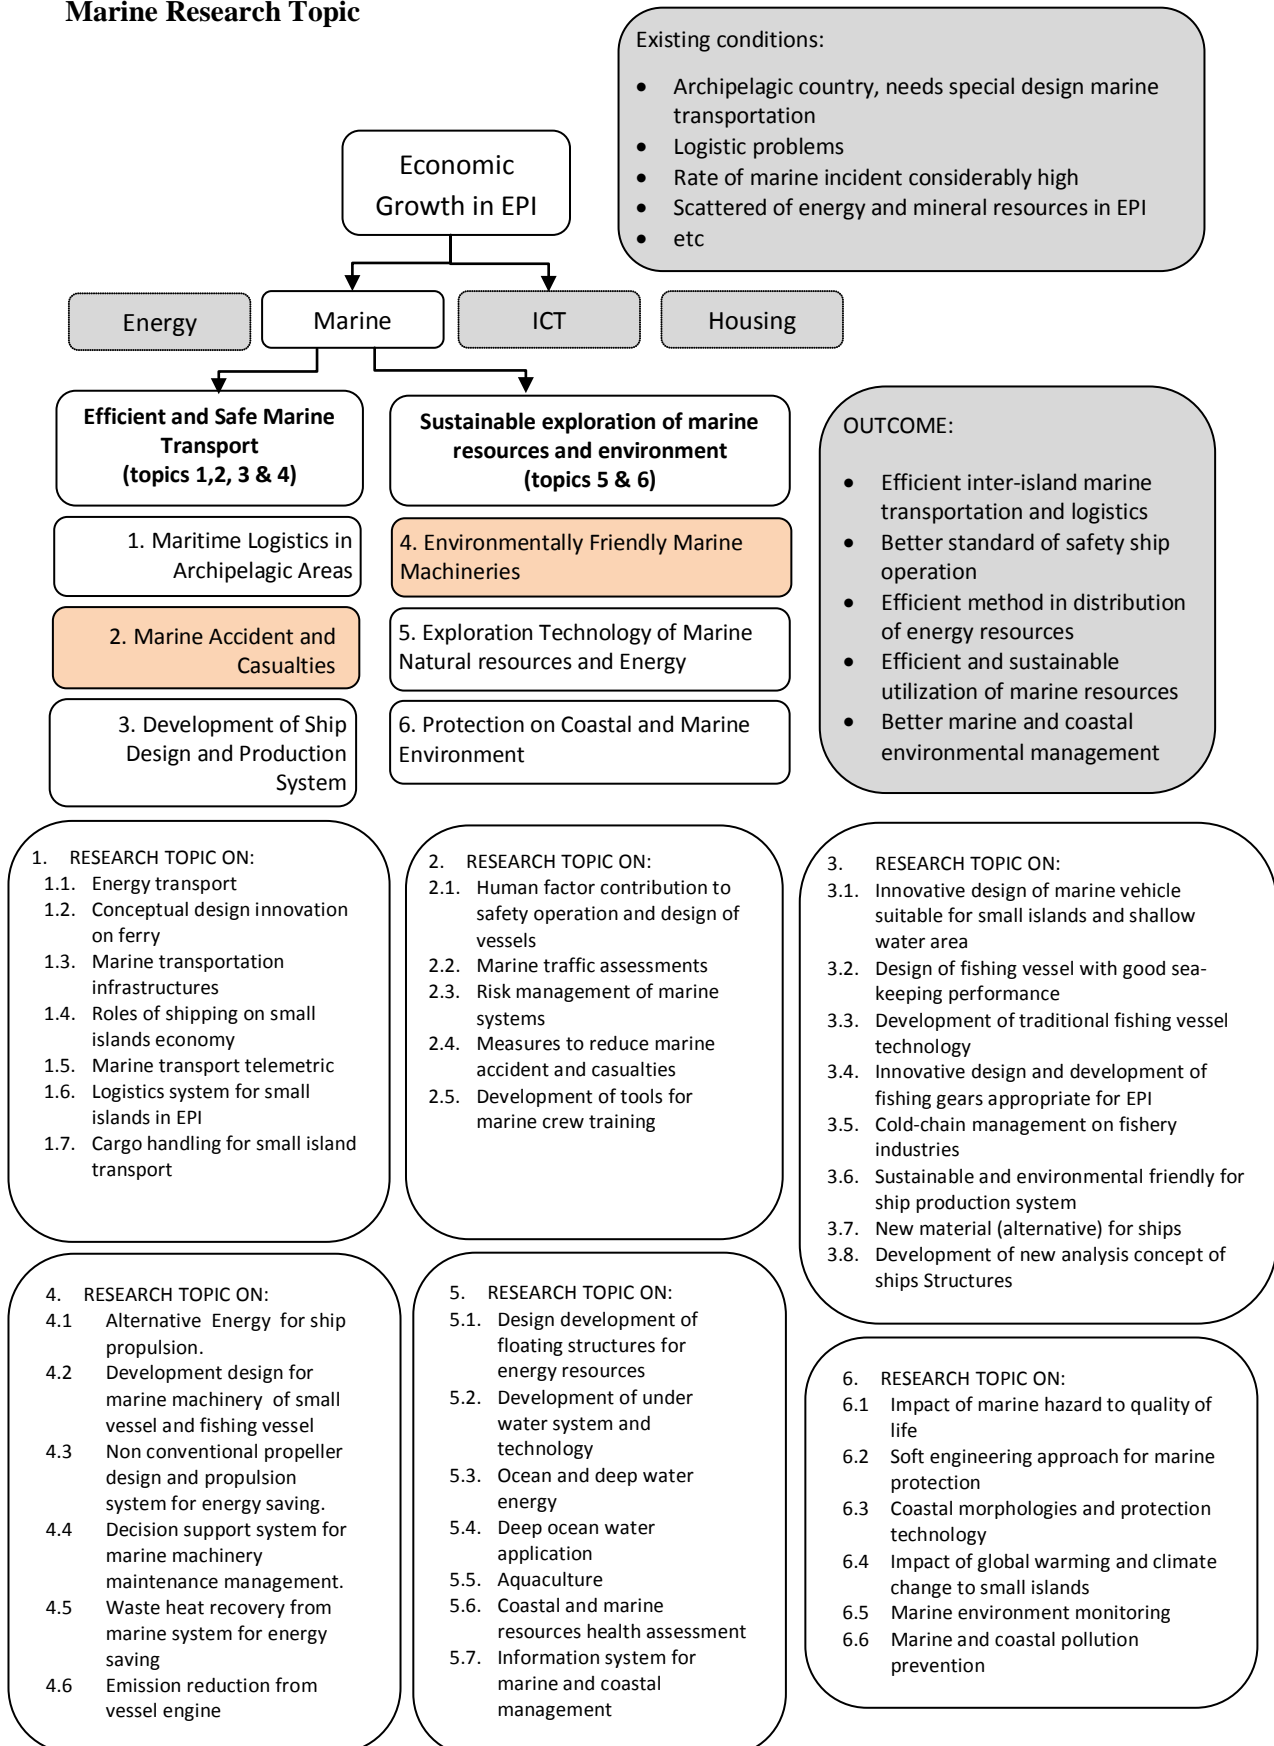 Marine Research Topic
Existing conditions:
• Archipelagic country, needs special design marine
transportation
• Logistic problems
• Rate of marine incident considerably high
• Scattered of energy and mineral resources in EPI
• etc
Economic
Growth in EPI
Energy
Marine
ICT
Housing
Efficient and Safe Marine
Transport
(topics 1,2, 3 & 4)
Sustainable exploration of marine
resources and environment
(topics 5 & 6)
1. Maritime Logistics in
Archipelagic Areas
2. Marine Accident and
Casualties
3. Development of Ship
Design and Production
System
4. Environmentally Friendly Marine
Machineries
5. Exploration Technology of Marine
Natural resources and Energy
6. Protection on Coastal and Marine
Environment
OUTCOME:
• Efficient inter-island marine
transportation and logistics
• Better standard of safety ship
operation
• Efficient method in distribution
of energy resources
• Efficient and sustainable
utilization of marine resources
• Better marine and coastal
environmental management
1. RESEARCH TOPIC ON:
1.1. Energy transport
1.2. Conceptual design innovation
on ferry
1.3. Marine transportation
infrastructures
1.4. Roles of shipping on small
islands economy
1.5. Marine transport telemetric
1.6. Logistics system for small
islands in EPI
1.7. Cargo handling for small island
transport
2. RESEARCH TOPIC ON:
2.1. Human factor contribution to
safety operation and design of
vessels
2.2. Marine traffic assessments
2.3. Risk management of marine
systems
2.4. Measures to reduce marine
accident and casualties
2.5. Development of tools for
marine crew training
3. RESEARCH TOPIC ON:
3.1. Innovative design of marine vehicle
suitable for small islands and shallow
water area
3.2. Design of fishing vessel with good sea-
keeping performance
3.3. Development of traditional fishing vessel
technology
3.4. Innovative design and development of
fishing gears appropriate for EPI
3.5. Cold-chain management on fishery
industries
3.6. Sustainable and environmental friendly for
ship production system
3.7. New material (alternative) for ships
3.8. Development of new analysis concept of
ships Structures
4. RESEARCH TOPIC ON:
4.1 Alternative Energy for ship
propulsion.
4.2 Development design for
marine machinery of small
vessel and fishing vessel
4.3 Non conventional propeller
design and propulsion
system for energy saving.
4.4 Decision support system for
marine machinery
maintenance management.
4.5 Waste heat recovery from
marine system for energy
saving
4.6 Emission reduction from
vessel engine
5. RESEARCH TOPIC ON:
5.1. Design development of
floating structures for
energy resources
5.2. Development of under
water system and
technology
5.3. Ocean and deep water
energy
5.4. Deep ocean water
application
5.5. Aquaculture
5.6. Coastal and marine
resources health assessment
5.7. Information system for
marine and coastal
management
6. RESEARCH TOPIC ON:
6.1 Impact of marine hazard to quality of
life
6.2 Soft engineering approach for marine
protection
6.3 Coastal morphologies and protection
technology
6.4 Impact of global warming and climate
change to small islands
6.5 Marine environment monitoring
6.6 Marine and coastal pollution
prevention